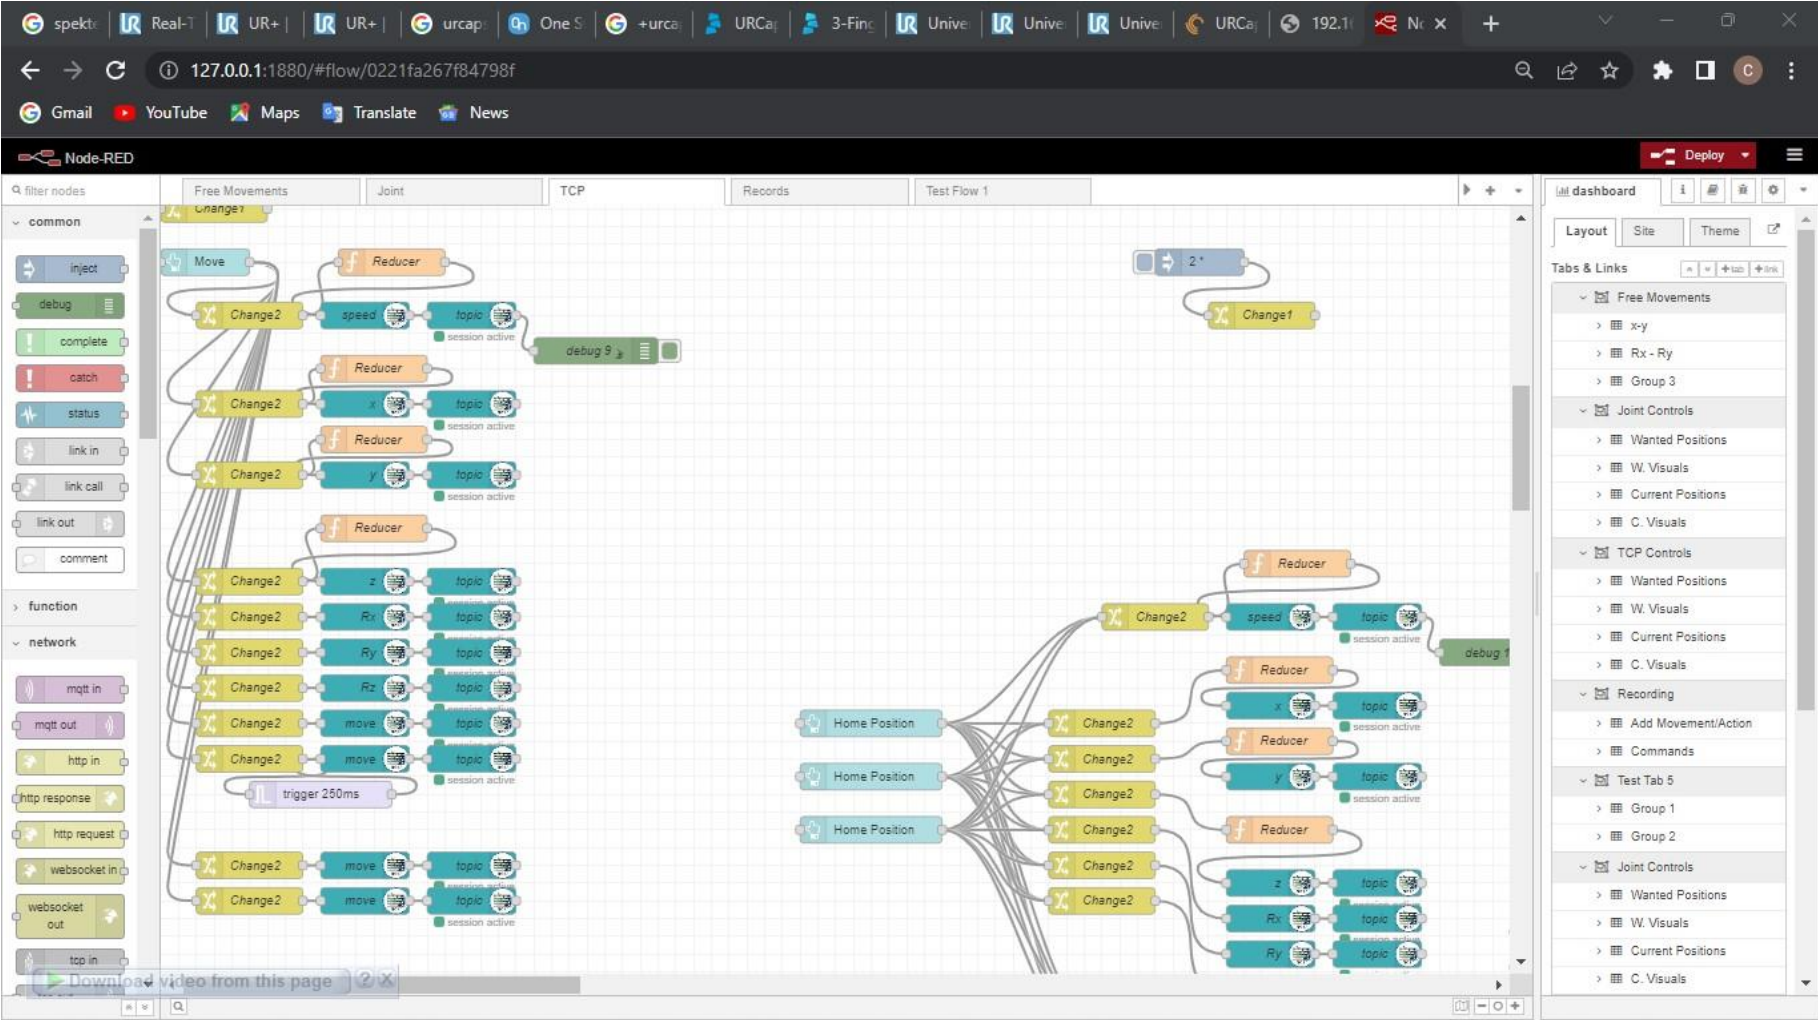 spekte
Real-T
UR+ |
UR+ |
urcap
One S
+urca
URCa
3-Fing
Unive
Unive
Unive
URCa
192.1
No
127.0.0.1:1880/#flow/0221fa267f84798f
C
Gmail YouTube Maps Translate News
Node-RED Deploy
filter nodes
Free Movements Joint TCP Records Test Flow 1
common
inject
debug
complete
catch
status
link in
link call
link out
comment
function
network
mqtt in
mqtt out
http in
http response
http request
websocket in
websocket
out
tcp in
Change1
Move Reducer
Change2 speed topic
session active
debug 9
Reducer
Change2 x topic
session active
Reducer
Change2 y topic
session active
Reducer
Change2 z topic
Change2 Rx topic
Change2 Ry topic
Change2 Rz topic
Change2 move topic
Change2 move topic
session active
trigger 250ms
Change2 move topic
Change2 move topic
session active
2 *
Change1
Reducer
Change2 speed topic
session active
debug 1
Reducer
x topic
session active
Reducer
y topic
session active
Reducer
z topic
Rx topic
Ry topic
Home Position
Home Position
Home Position
Change2
Change2
Change2
Change2
Change2
Change2
dashboard
i
Layout Site Theme
Tabs & Links
+tab +link
Free Movements
x-y
Rx - Ry
Group 3
Joint Controls
Wanted Positions
W. Visuals
Current Positions
C. Visuals
TCP Controls
Wanted Positions
W. Visuals
Current Positions
C. Visuals
Recording
Add Movement/Action
Commands
Test Tab 5
Group 1
Group 2
Joint Controls
Wanted Positions
W. Visuals
Current Positions
C. Visuals
Download video from this page ? X